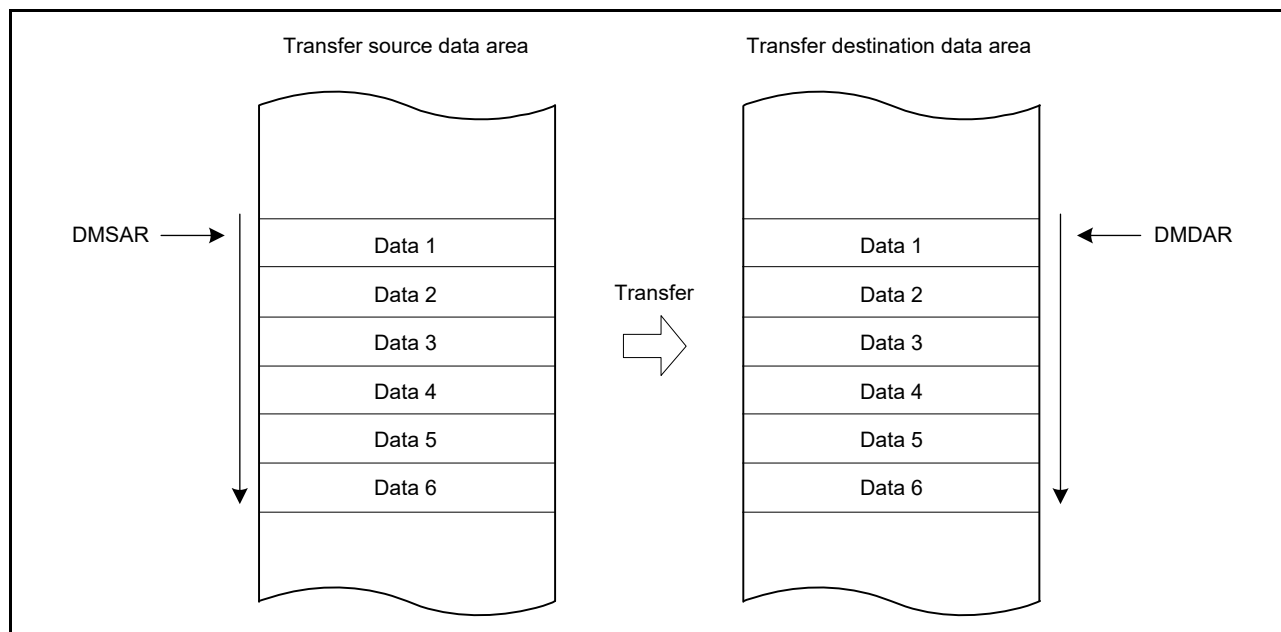 Transfer source data area
Transfer destination data area
DMSAR
Data 1
Data 2
Data 3
Data 4
Data 5
Data 6
Transfer
Data 1
Data 2
Data 3
Data 4
Data 5
Data 6
DMDAR